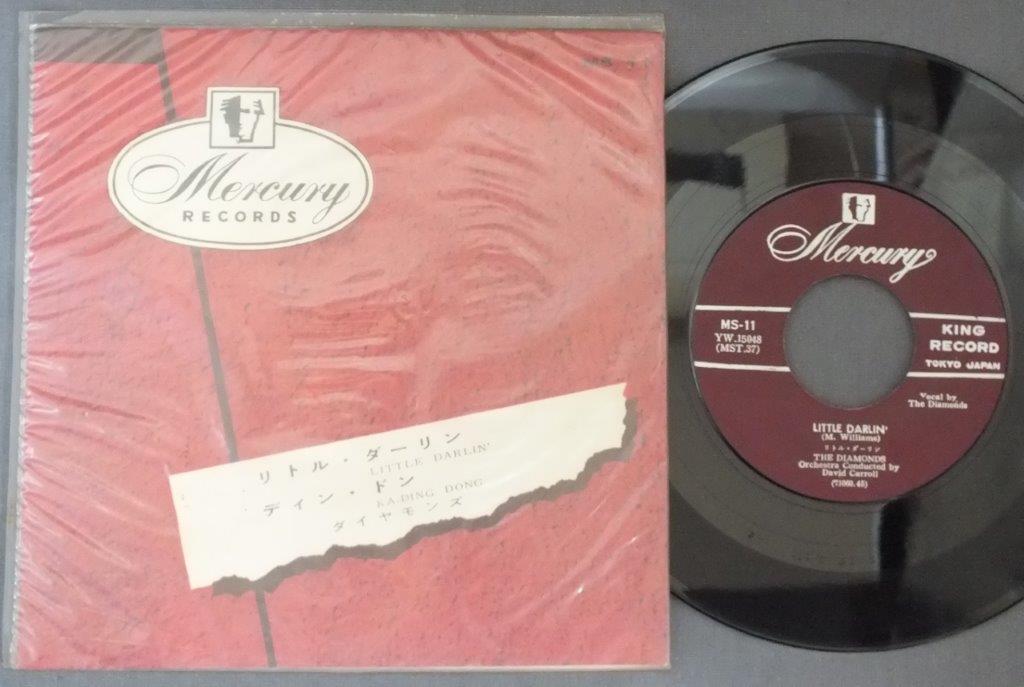 Mercury
RECORDS
リトル・ダーリン
LITTLE DARLIN'
ディン・ドン
KA-DING DONG
ダイヤモンズ
Mercury
MS-11
YW.15048
(MST.37)
KING
RECORD
TOKYO JAPAN
Vocal by
The Diamonds
LITTLE DARLIN'
(M. Williams)
リトル・ダーリン
THE DIAMONDS
Orchestra Conducted by
David Carroll
(71060.45)